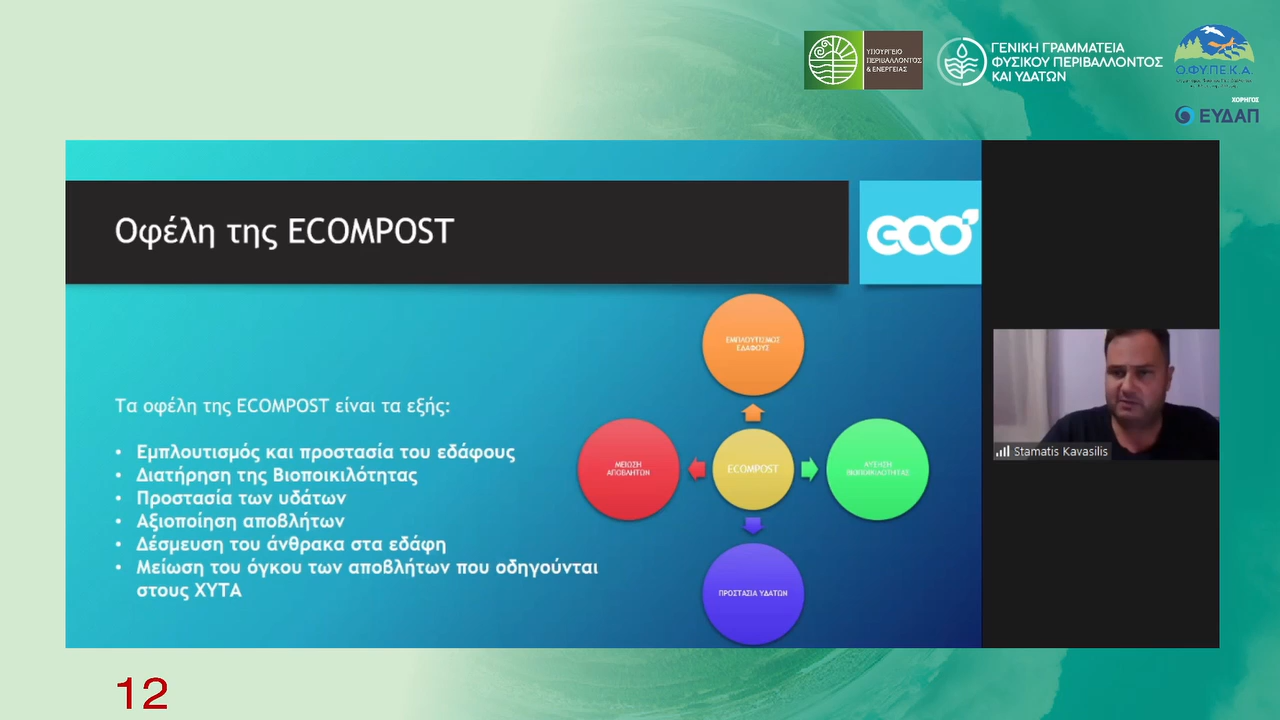 ΥΠΟΥΡΓΕΙΟ
ΠΕΡΙΒΑΛΛΟΝΤΟΣ
& ΕΝΕΡΓΕΙΑΣ
ΓΕΝΙΚΗ ΓΡΑΜΜΑΤΕΙΑ
ΦΥΣΙΚΟΥ ΠΕΡΙΒΑΛΛΟΝΤΟΣ
ΚΑΙ ΥΔΑΤΩΝ
Ο.ΦΥ.ΠΕ.Κ.Α.
ΧΟΡΗΓΟΣ
ΕΥΔΑΠ
Οφέλη της ECOMPOST
eco
Τα οφέλη της ECOMPOST είναι τα εξής:
• Εμπλουτισμός και προστασία του εδάφους
• Διατήρηση της Βιοποικιλότητας
• Προστασία των υδάτων
• Αξιοποίηση αποβλήτων
• Δέσμευση του άνθρακα στα εδάφη
• Μείωση του όγκου των αποβλήτων που οδηγούνται
στους ΧΥΤΑ
ΕΜΠΛΟΥΤΙΣΜΟΣ
ΕΔΑΦΟΥΣ
ΜΕΙΩΣΗ
ΑΠΟΒΛΗΤΩΝ
ECOMPOST
ΑΥΞΗΣΗ
ΒΙΟΠΟΙΚΙΛΟΤΗΤΑΣ
ΠΡΟΣΤΑΣΙΑ ΥΔΑΤΩΝ
Stamatis Kavasilis
12